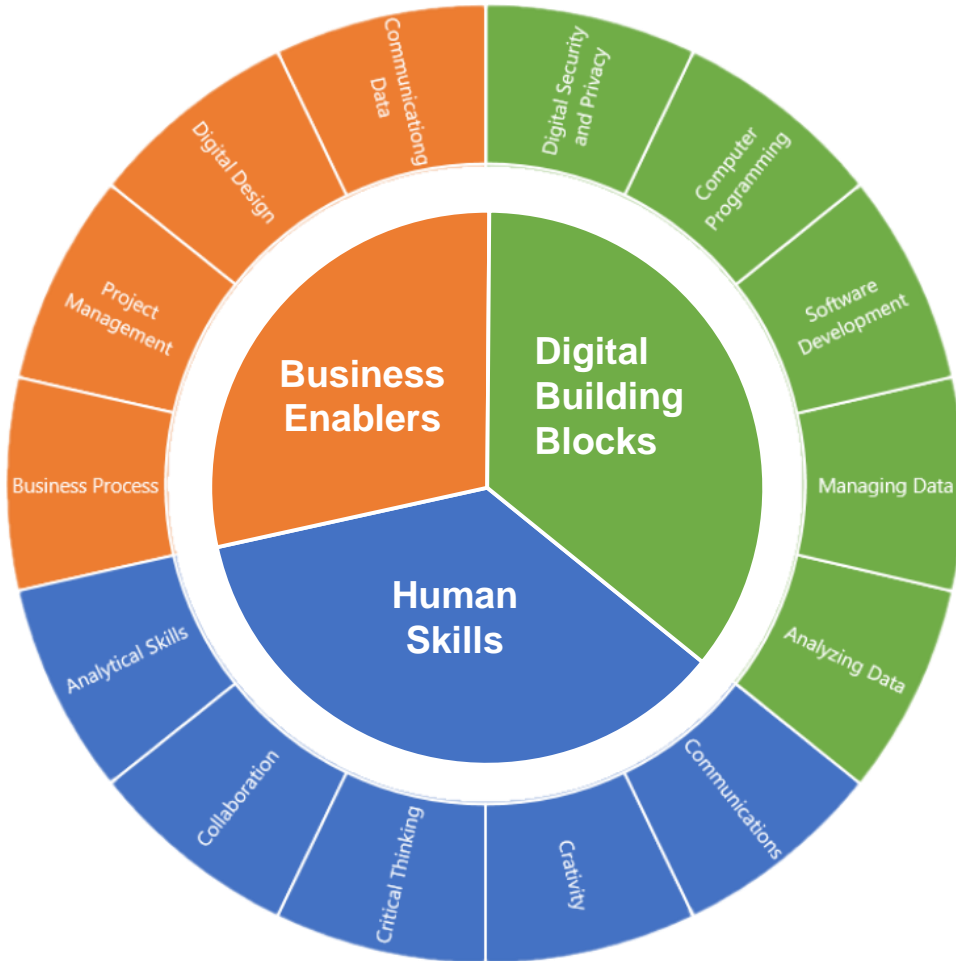 Business
Enablers
Digital
Building
Blocks
Human
Skills
Digital Security
and Privacy
Computer
Programming
Software
Development
Managing Data
Analyzing Data
Communications
Crativity
Critical Thinking
Collaboration
Analytical Skills
Business Process
Project
Management
Digital Design
Communicationg
Data